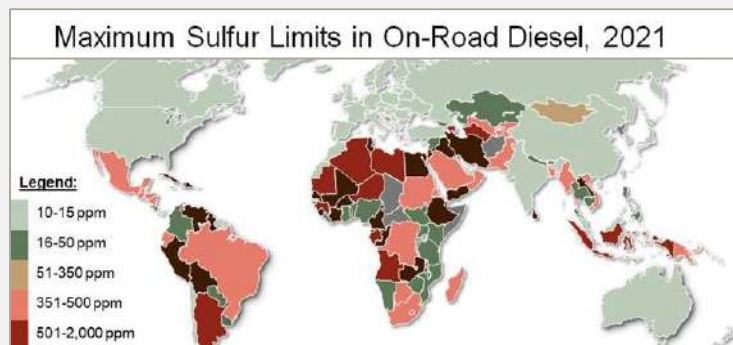 Maximum Sulfur Limits in On-Road Diesel, 2021
Legend:
10-15 ppm
16-50 ppm
51-350 ppm
351-500 ppm
501-2,000 ppm